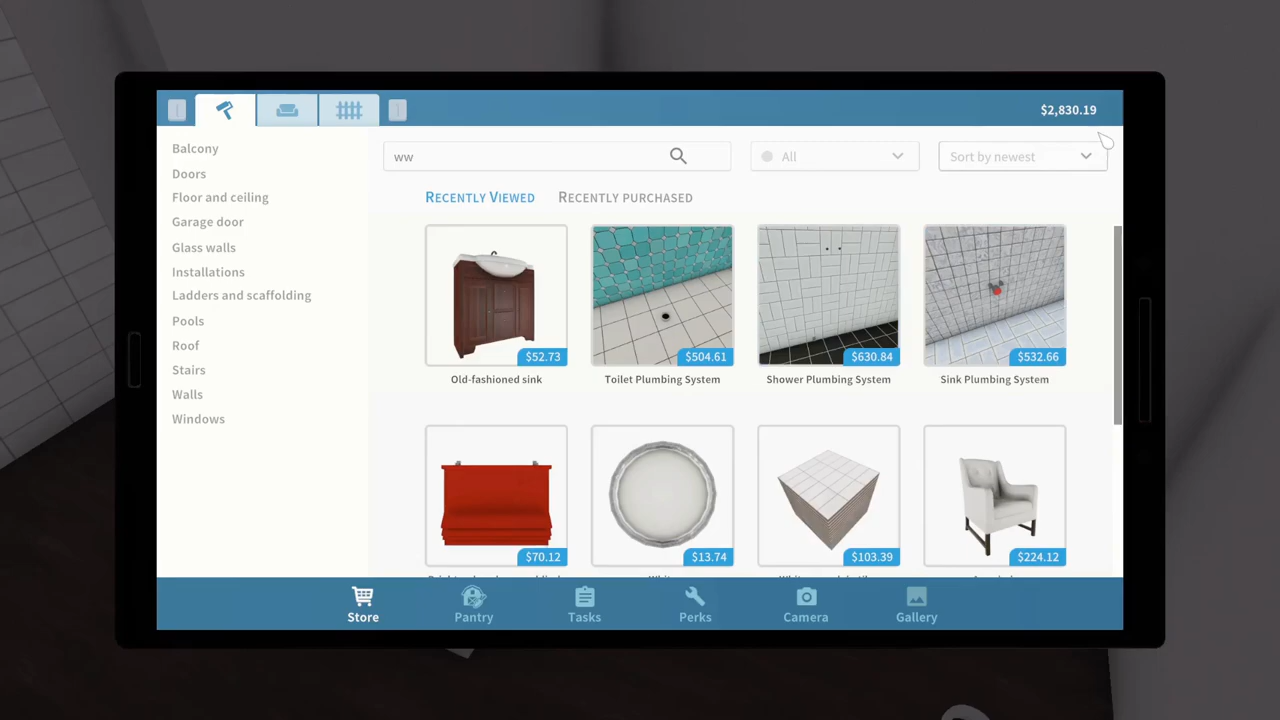 $2,830.19
Balcony
Doors
Floor and ceiling
Garage door
Glass walls
Installations
Ladders and scaffolding
Pools
Roof
Stairs
Walls
Windows
ww
All
Sort by newest
RECENTLY VIEWED RECENTLY PURCHASED
$52.73 $504.61 $630.84 $532.66
Old-fashioned sink Toilet Plumbing System Shower Plumbing System Sink Plumbing System
$70.12 $13.74 $103.39 $224.12
Store Pantry Tasks Perks Camera Gallery